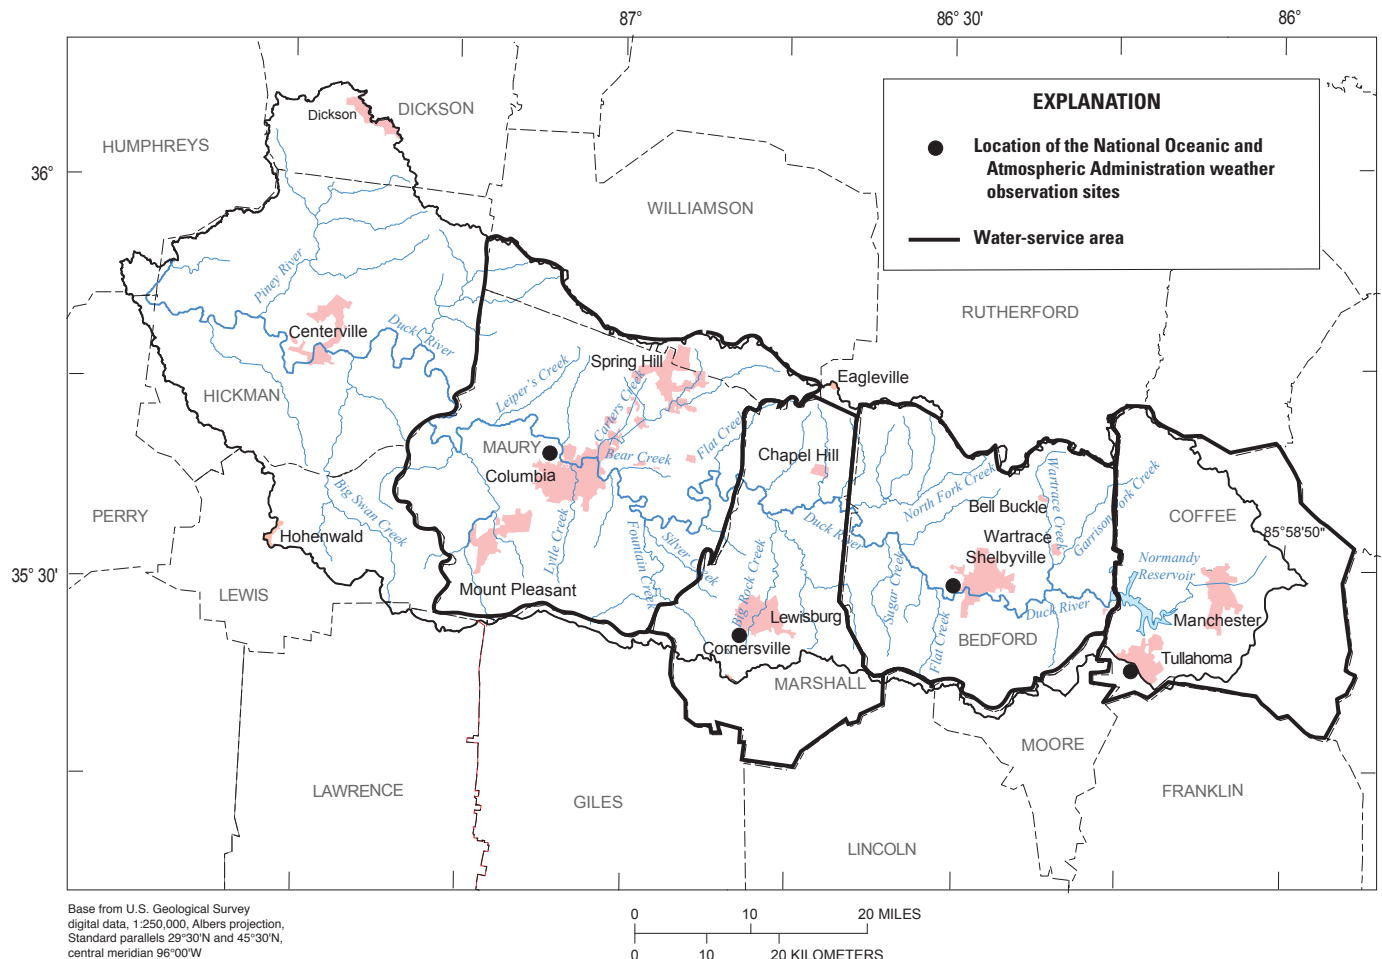 87°
86° 30'
86°
36°
35° 30'
EXPLANATION
Location of the National Oceanic and
Atmospheric Administration weather
observation sites
Water-service area
Dickson
DICKSON
HUMPHREYS
WILLIAMSON
RUTHERFORD
Piney River
Centerville
Duck River
HICKMAN
Spring Hill
Leiper's Creek
Carters Creek
Eagleville
Flat Creek
MAURY
Columbia
Bear Creek
Chapel Hill
North Fork Creek
Bell Buckle
Wartrace Creek
Garrison Fork Creek
PERRY
Big Swan Creek
Hohenwald
Lytle Creek
Fountain Creek
Silver Creek
Duck River
Big Rock Creek
Sugar Creek
Wartrace
Shelbyville
COFFEE
85°58'50"
Normandy
Reservoir
LEWIS
Mount Pleasant
Lewisburg
Cornersville
Flat Creek
BEDFORD
Duck River
Manchester
Tullahoma
MARSHALL
MOORE
LAWRENCE
GILES
LINCOLN
FRANKLIN
Base from U.S. Geological Survey
digital data, 1:250,000, Albers projection,
Standard parallels 29°30'N and 45°30'N,
central meridian 96°00'W
0 10 20 MILES
0 10 20 KILOMETERS